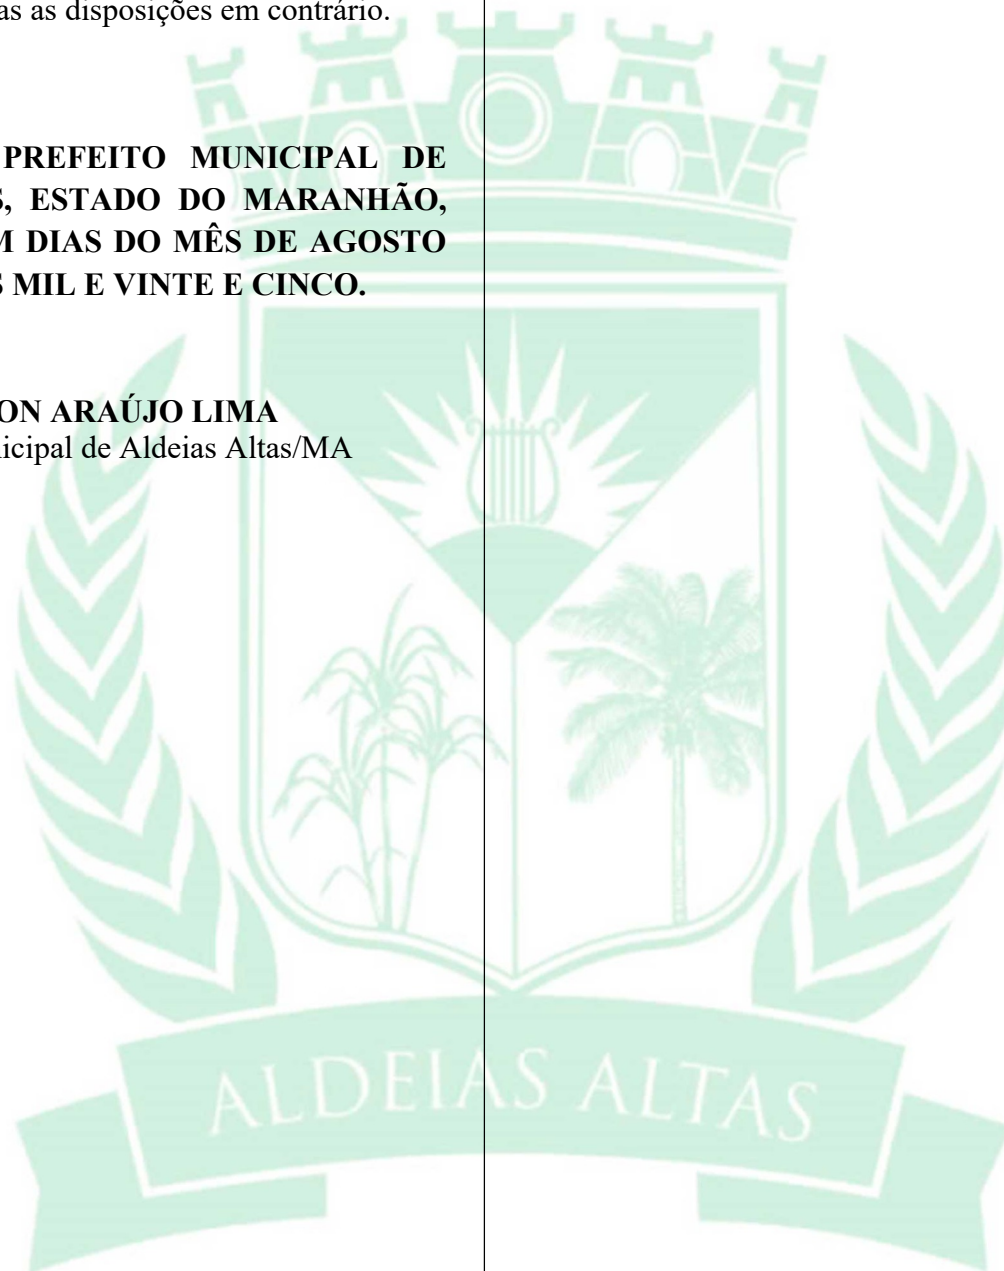 as as disposições em contrário.
PREFEITO MUNICIPAL DE
S, ESTADO DO MARANHÃO,
M DIAS DO MÊS DE AGOSTO
S MIL E VINTE E CINCO.
ON ARAÚJO LIMA
icipal de Aldeias Altas/MA
ALDEIAS ALTAS